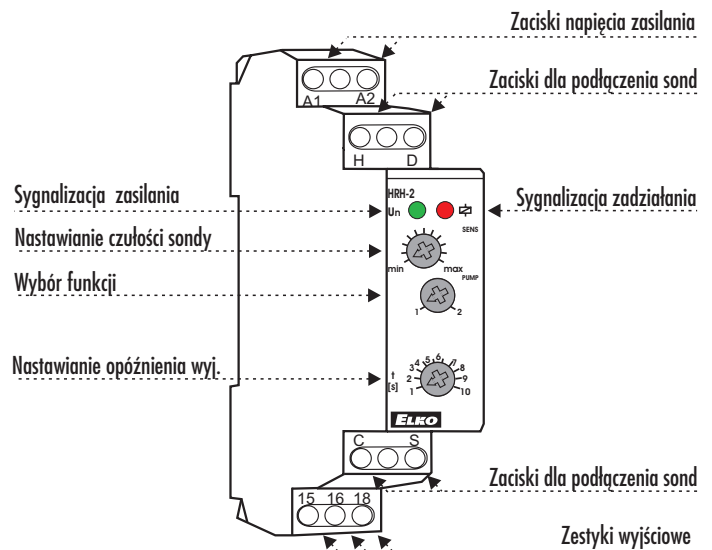 Zaciski napięcia zasilania
A1 A2
Zaciski dla podłączenia sond
H D
Sygnalizacja zasilania
HRH-2
Un
Sygnalizacja zadziałania
SENS
Nastawianie czułości sondy
min max
Wybór funkcji
PUMP
1 2
Nastawianie opóźnienia wyj.
t
[s]
1 2 3 4 5 6 7 8 9 10
ELKO
C S
Zaciski dla podłączenia sond
15 16 18
Zestyki wyjściowe